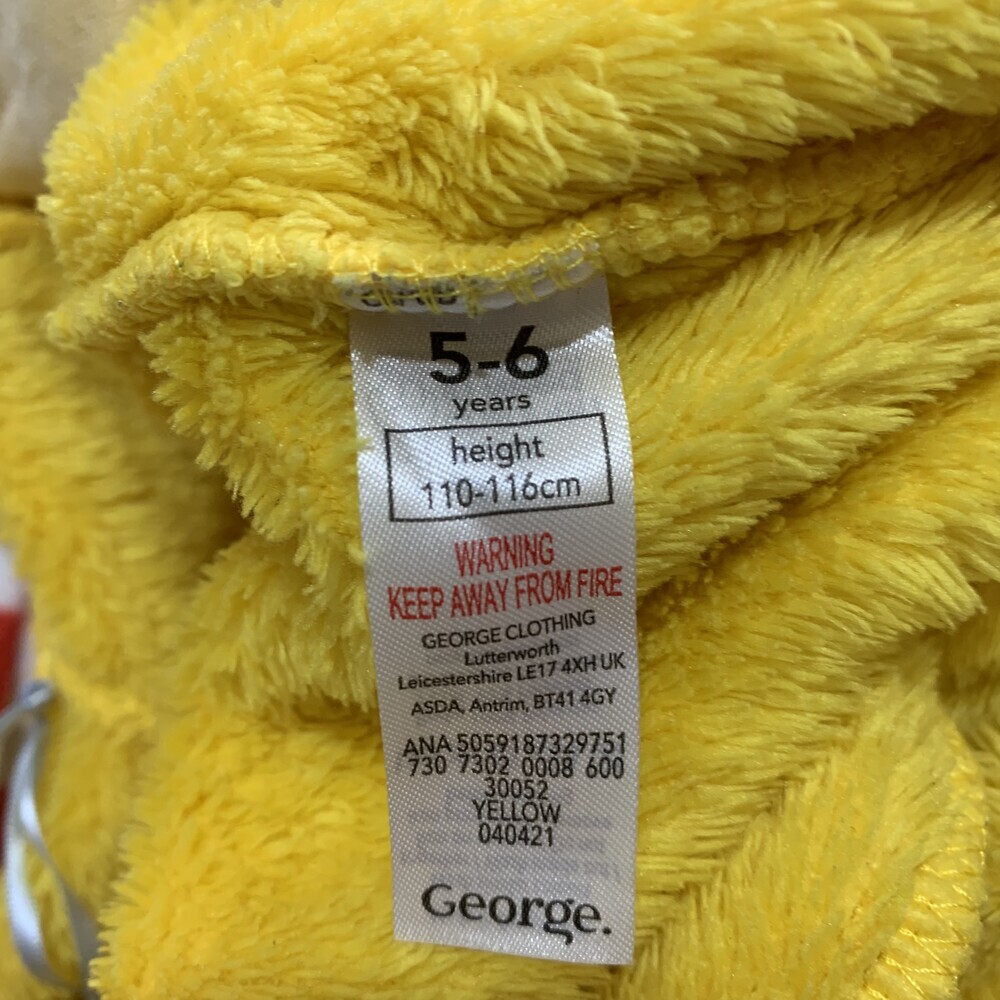 5-6
years
height
110-116cm
WARNING
KEEP AWAY FROM FIRE
GEORGE CLOTHING
Lutterworth
Leicestershire LE17 4XH UK
ASDA, Antrim, BT41 4GY
ANA 5059187329751
730 7302 0008 600
30052
YELLOW
040421
George.